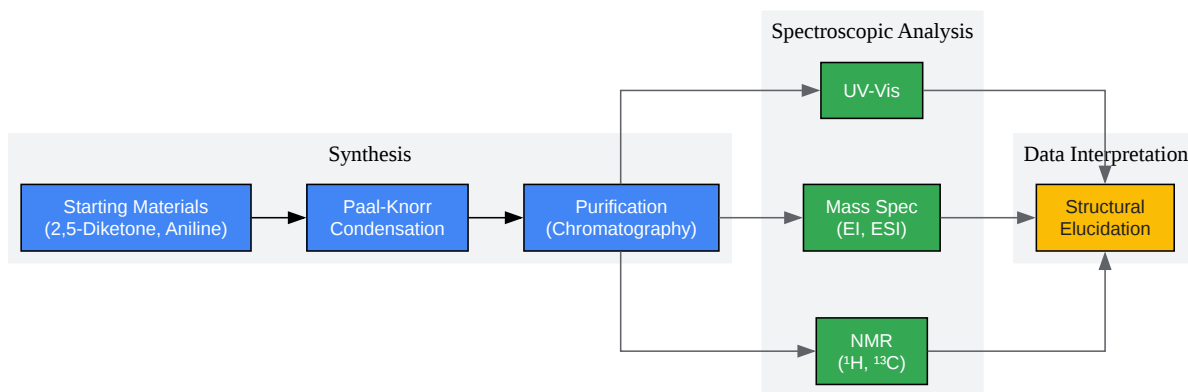 Spectroscopic Analysis
UV-Vis
Synthesis
Data Interpretation
Starting Materials
(2,5-Diketone, Aniline)
Paal-Knorr
Condensation
Purification
(Chromatography)
Mass Spec
(EI, ESI)
Structural
Elucidation
NMR
(¹H, ¹³C)